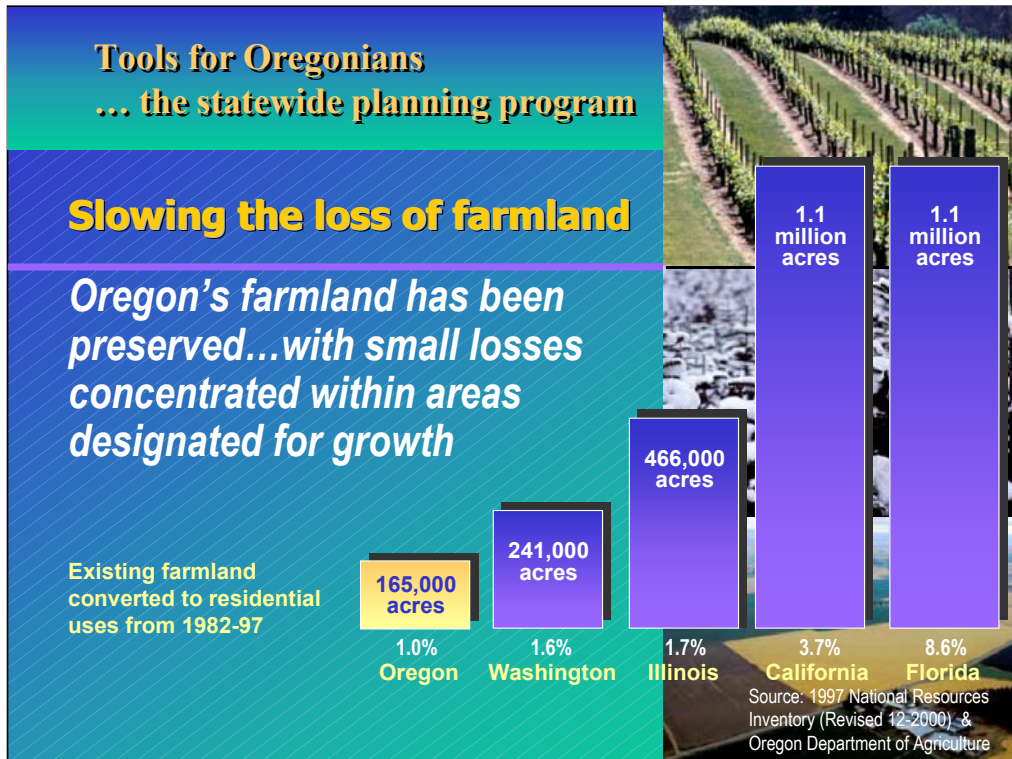 Tools for Oregonians
… the statewide planning program
Slowing the loss of farmland
Oregon’s farmland has been
preserved…with small losses
concentrated within areas
designated for growth
Existing farmland
converted to residential
uses from 1982-97
165,000
acres
1.0%
Oregon
241,000
acres
1.6%
Washington
466,000
acres
1.7%
Illinois
1.1
million
acres
3.7%
California
1.1
million
acres
8.6%
Florida
Source: 1997 National Resources
Inventory (Revised 12-2000)  &
Oregon Department of Agriculture